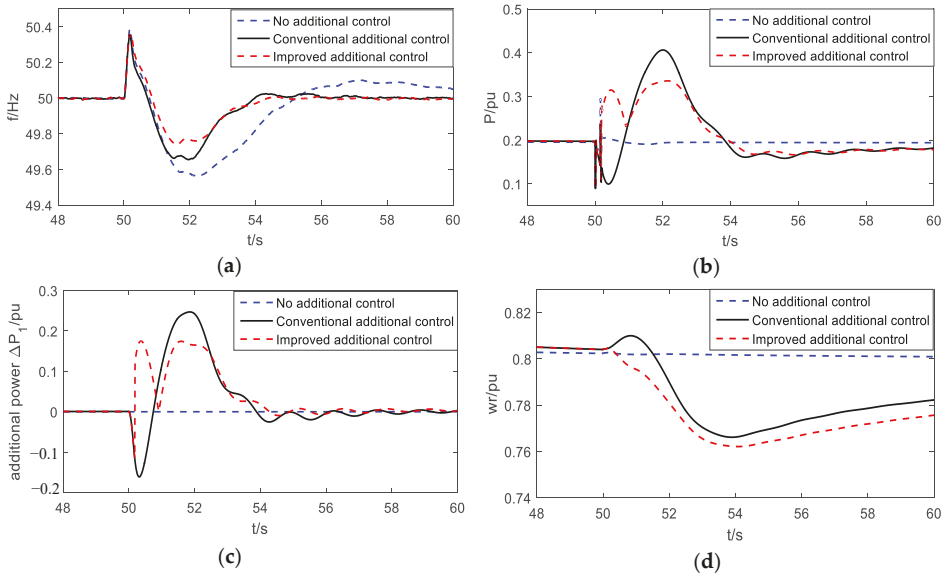 f/Hz
50.4
50.2
50
49.8
49.6
49.4
48 50 52 54 56 58 60
t/s
No additional control
Conventional additional control
Improved additional control
(a)
P/pu
0.5
0.4
0.3
0.2
0.1
48 50 52 54 56 58 60
t/s
No additional control
Conventional additional control
Improved additional control
(b)
additional power ΔP_1/pu
0.3
0.2
0.1
0
−0.1
−0.2
48 50 52 54 56 58 60
t/s
No additional control
Conventional additional control
Improved additional control
(c)
wr/pu
0.82
0.8
0.78
0.76
0.74
48 50 52 54 56 58 60
t/s
No additional control
Conventional additional control
Improved additional control
(d)